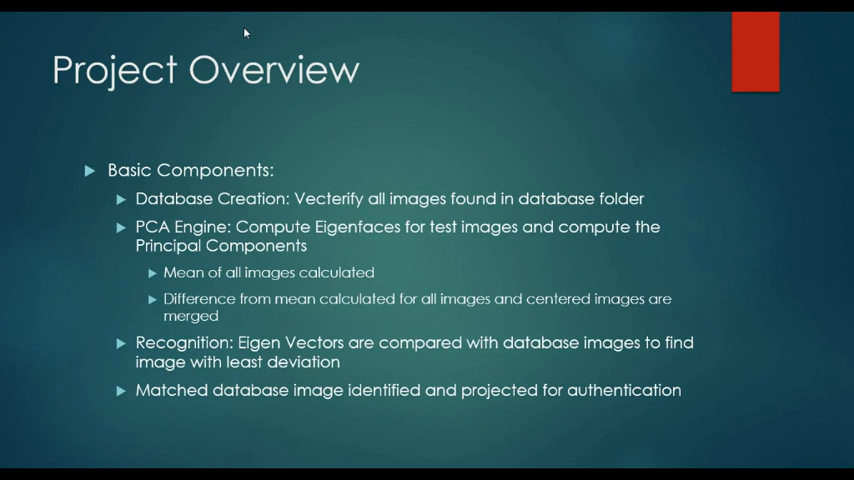 Project Overview
Basic Components:
Database Creation: Vecterify all images found in database folder
PCA Engine: Compute Eigenfaces for test images and compute the
Principal Components
Mean of all images calculated
Difference from mean calculated for all images and centered images are
merged
Recognition: Eigen Vectors are compared with database images to find
image with least deviation
Matched database image identified and projected for authentication